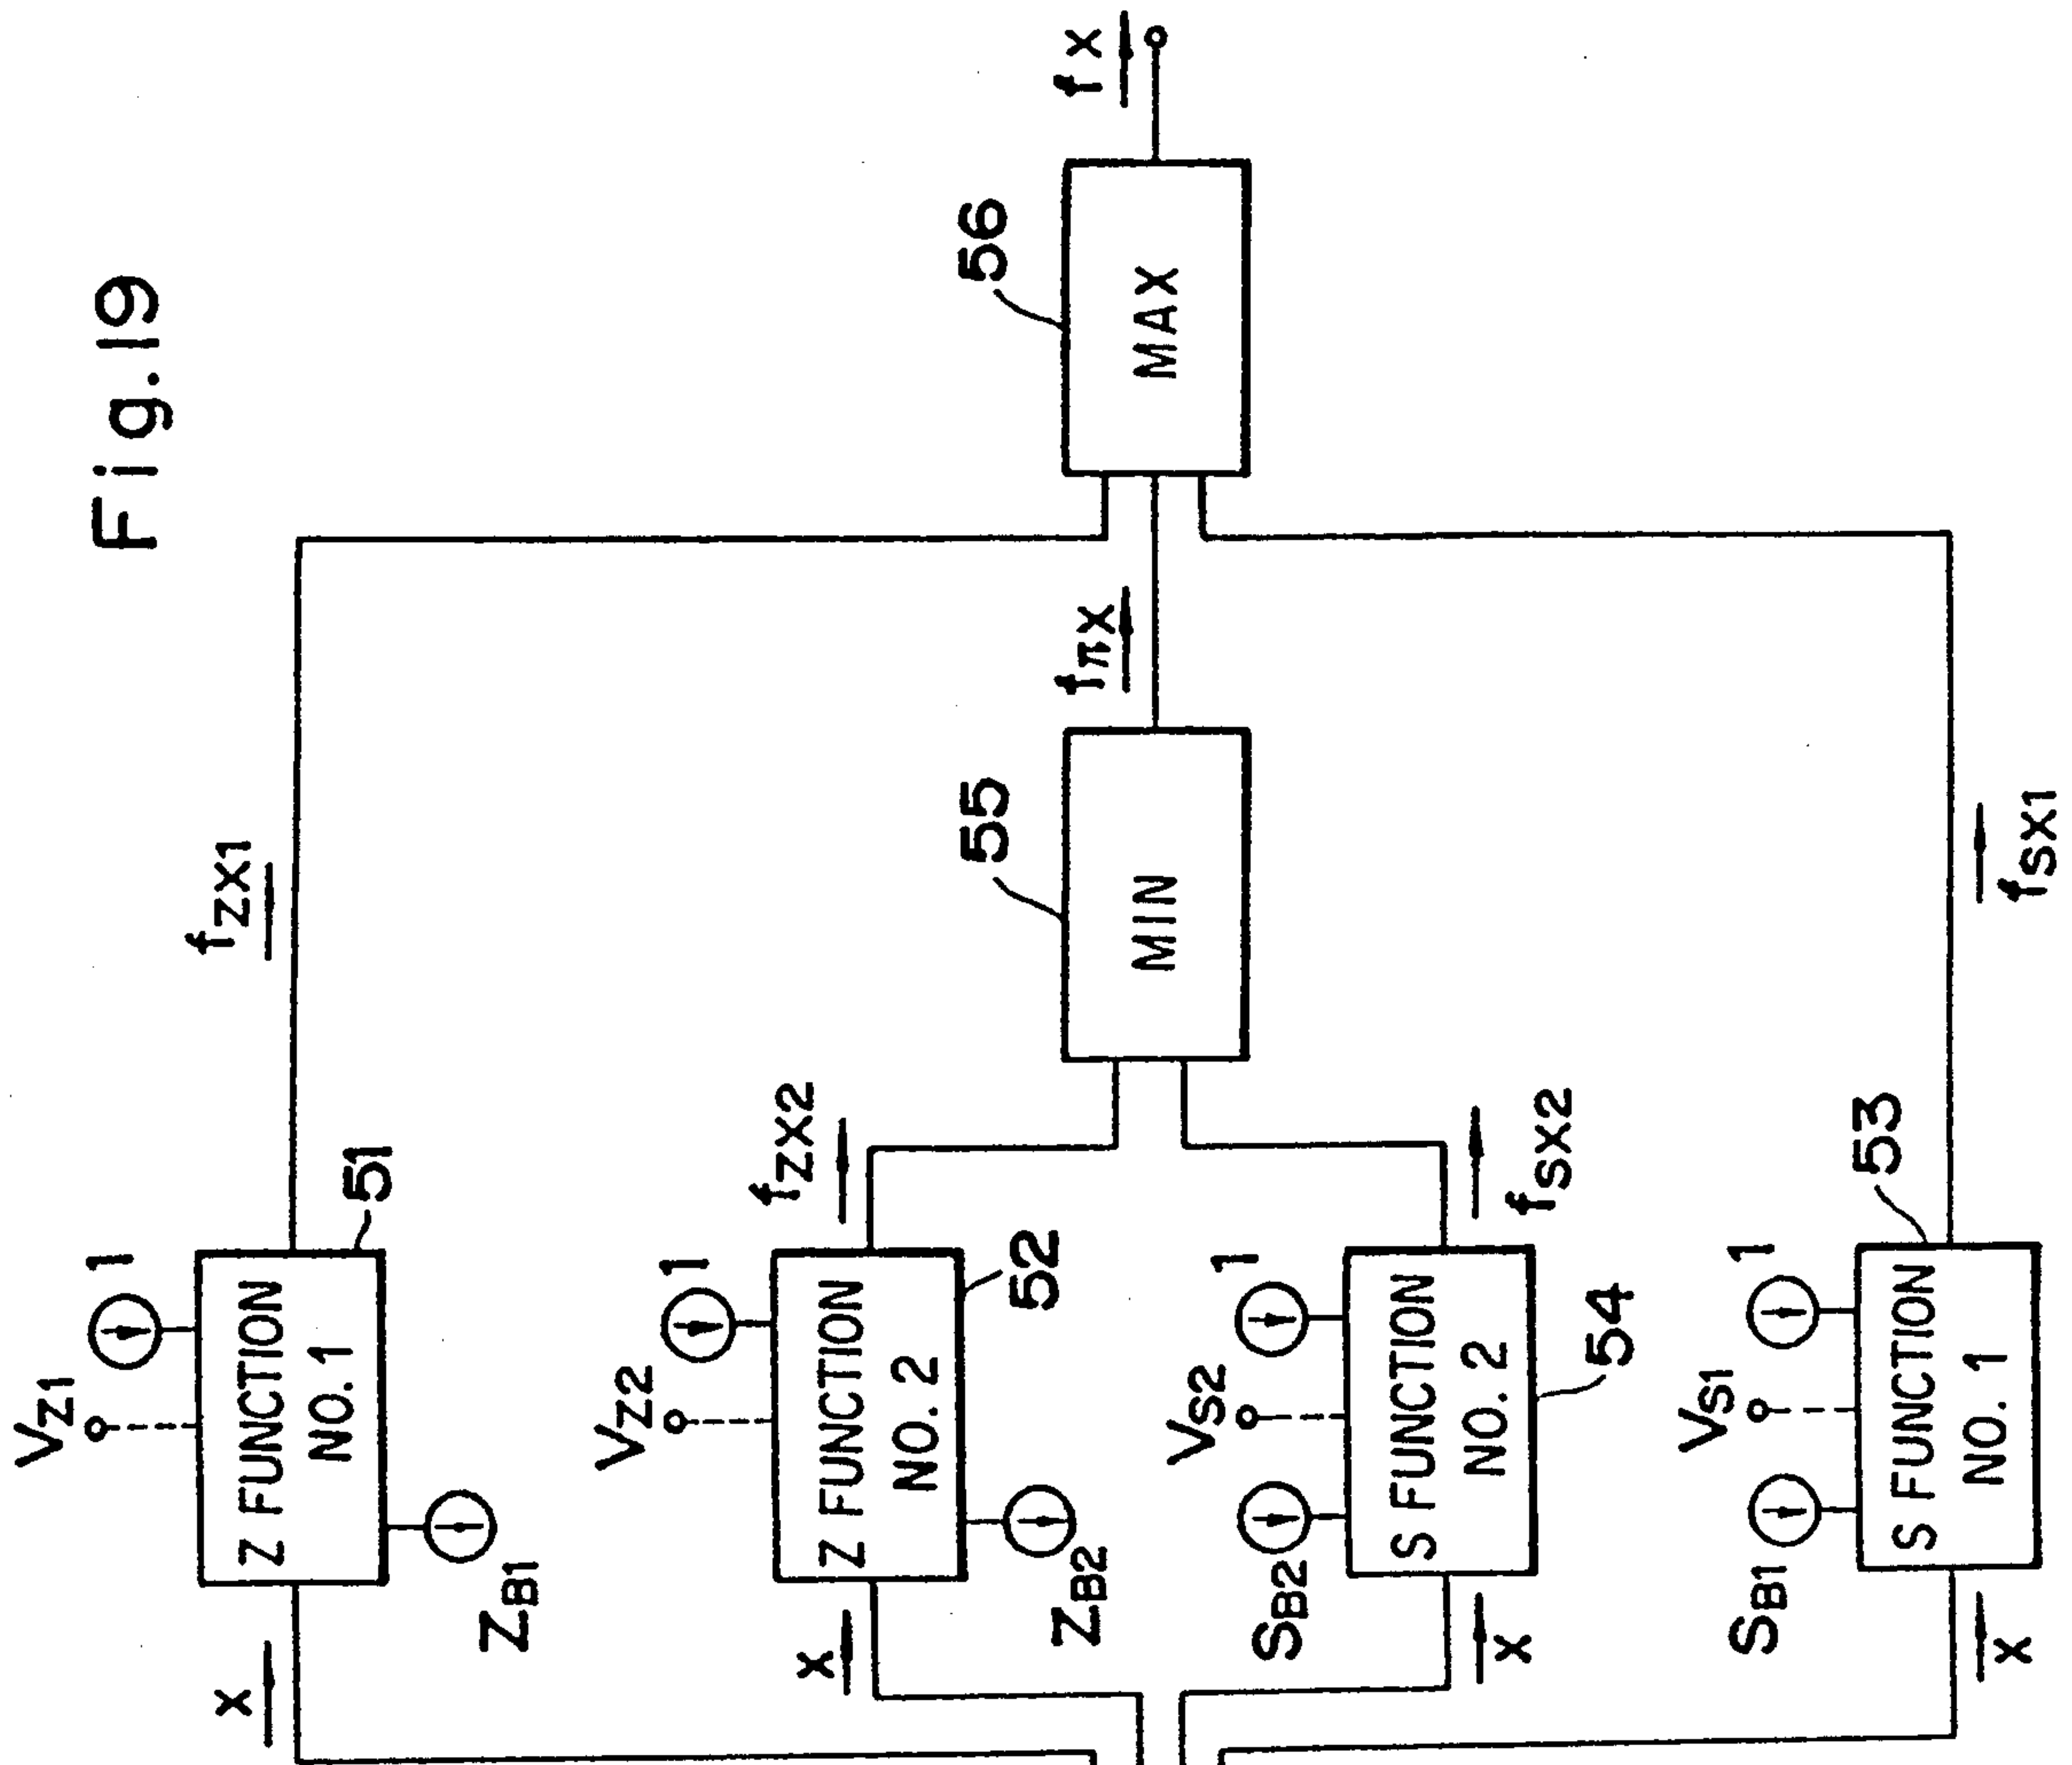 Fig.19
VZ1
1
x
Z FUNCTION
NO. 1
51
ZB1
fZX1
VZ2
1
x
Z FUNCTION
NO. 2
52
ZB2
fZX2
MIN
55
fπX
MAX
56
fx
VS2
1
SB2
S FUNCTION
NO. 2
54
x
fSX2
VS1
1
SB1
S FUNCTION
NO. 1
53
x
fSX1